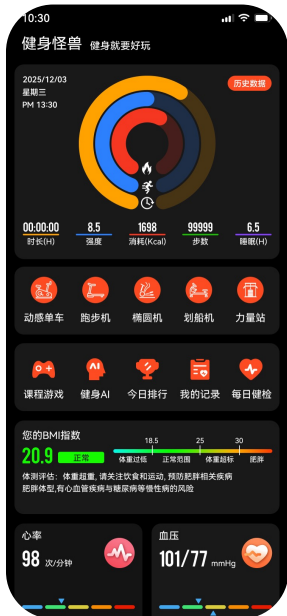 10:30
健身怪兽 健身就要好玩
2025/12/03
星期三
PM 13:30
历史数据
00:00:00 8.5 1698 99999 6.5
时长(H) 强度 消耗(Kcal) 步数 睡眠(H)
动感单车 跑步机 椭圆机 划船机 力量站
AI
课程游戏 健身AI 今日排行 我的记录 每日健检
您的BMI指数
18.5 25 30
20.9 正常
体重过低 正常范围 体重超标 肥胖
体测评估：体重超重, 请关注饮食和运动, 预防肥胖相关疾病
肥胖体型,有心血管疾病与糖尿病等慢性病的风险
心率 血压
98 次/分钟 101/77 mmHg